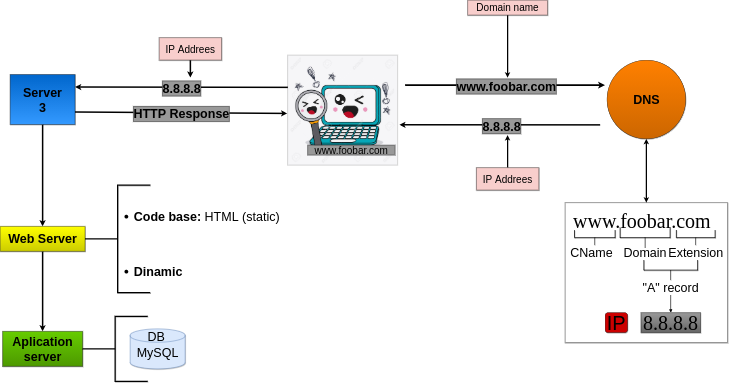 Domain name
IP Addrees
Server
3
8.8.8.8
HTTP Response
www.foobar.com
www.foobar.com
8.8.8.8
IP Addrees
DNS
Web Server
• Code base: HTML (static)
• Dinamic
Aplication
server
DB
MySQL
www.foobar.com
CName Domain Extension
"A" record
IP 8.8.8.8